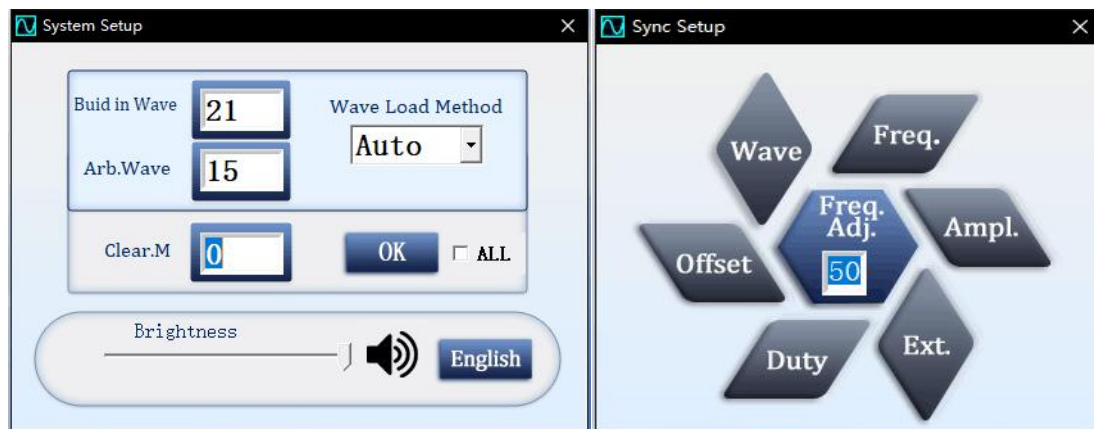 System Setup
Buid in Wave
21
Wave Load Method
Auto
Arb.Wave
15
Clear.M
0
OK
ALL
Brightness
English
Sync Setup
Wave
Freq.
Freq.
Adj.
50
Ampl.
Offset
Duty
Ext.